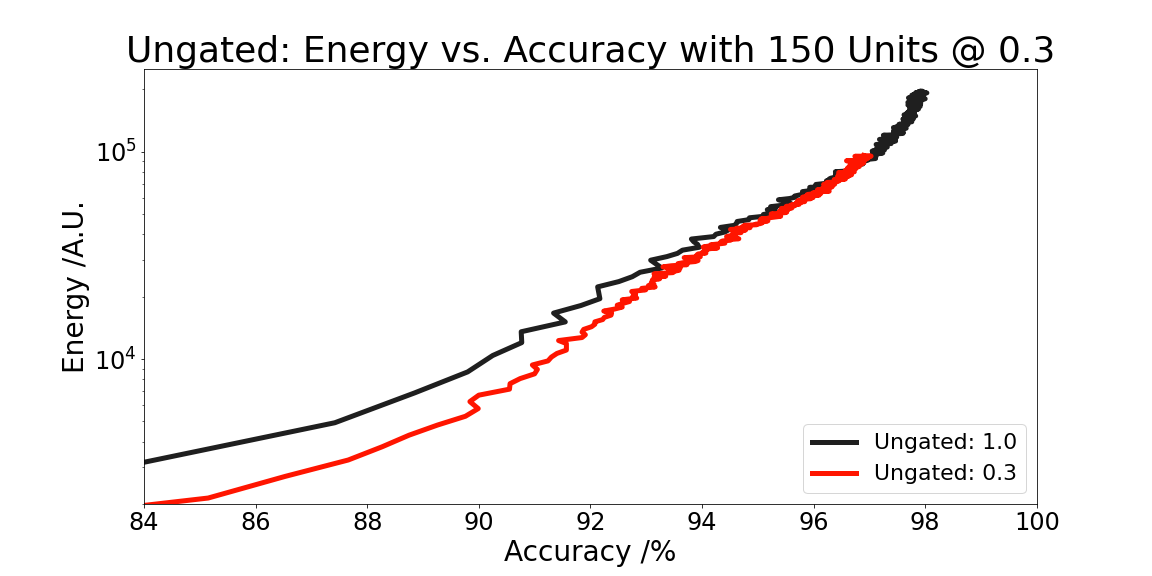 Ungated: Energy vs. Accuracy with 150 Units @ 0.3
10^5
10^4
Energy /A.U.
Ungated: 1.0
Ungated: 0.3
84 86 88 90 92 94 96 98 100
Accuracy /%